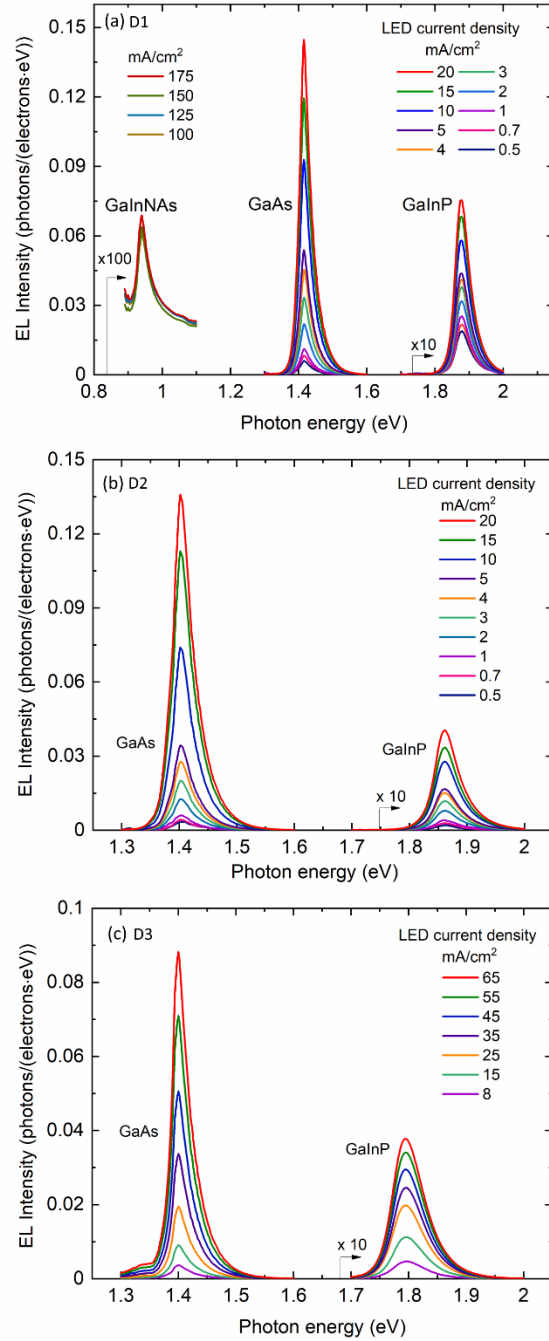 (a) D1
LED current density
mA/cm²
mA/cm²
175
150
125
100
20
15
10
5
4
3
2
1
0.7
0.5
GaInNAs
GaAs
GaInP
x100
x10
EL Intensity (photons/(electrons·eV))
0.15
0.12
0.09
0.06
0.03
0
0.8 1 1.2 1.4 1.6 1.8 2
Photon energy (eV)
(b) D2
LED current density
mA/cm²
20
15
10
5
4
3
2
1
0.7
0.5
GaAs
GaInP
x 10
EL Intensity (photons/(electrons·eV))
0.15
0.12
0.09
0.06
0.03
0
1.3 1.4 1.5 1.6 1.7 1.8 1.9 2
Photon energy (eV)
(c) D3
LED current density
mA/cm²
65
55
45
35
25
15
8
GaAs
GaInP
x 10
EL Intensity (photons/(electrons·eV))
0.1
0.08
0.06
0.04
0.02
0
1.3 1.4 1.5 1.6 1.7 1.8 1.9 2
Photon energy (eV)